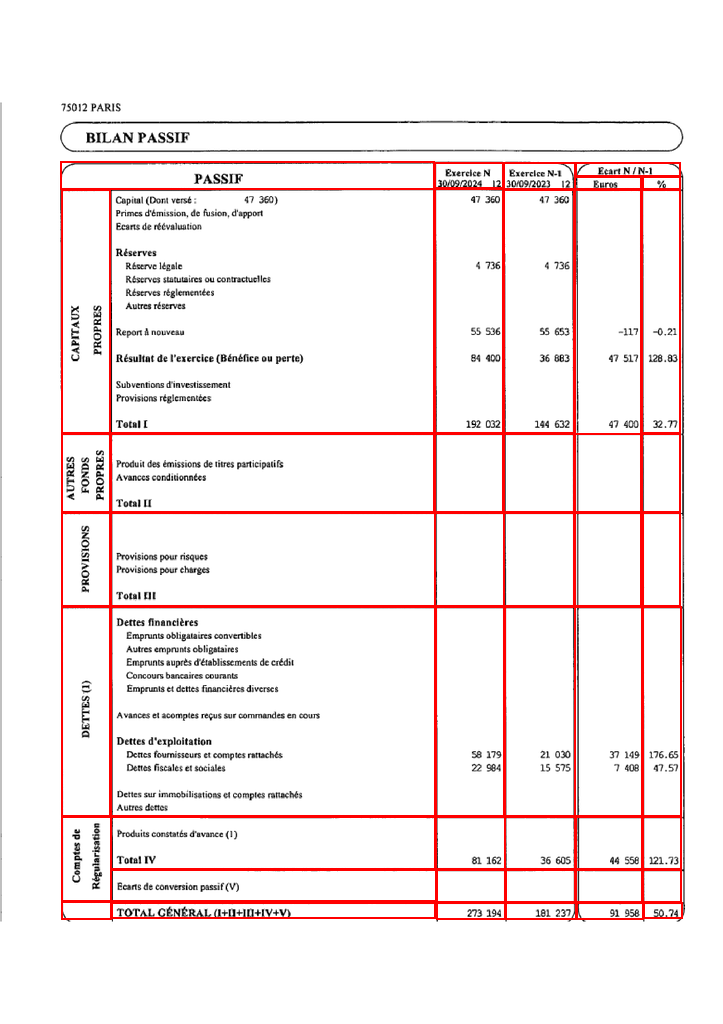 75012 PARIS
BILAN PASSIF
PASSIF Exercice N 30/09/2024 12 Exercice N-1 30/09/2023 12 Ecart N / N-1 Euros %
CAPITAUX PROPRES
Capital (Dont versé : 47 360) 47 360 47 360
Primes d'émission, de fusion, d'apport
Ecarts de réévaluation
Réserves
Réserve légale 4 736 4 736
Réserves statutaires ou contractuelles
Réserves réglementées
Autres réserves
Report à nouveau 55 536 55 653 -117 -0.21
Résultat de l'exercice (Bénéfice ou perte) 84 400 36 883 47 517 128.83
Subventions d'investissement
Provisions réglementées
Total I 192 032 144 632 47 400 32.77
AUTRES FONDS PROPRES
Produit des émissions de titres participatifs
Avances conditionnées
Total II
PROVISIONS
Provisions pour risques
Provisions pour charges
Total III
DETTES (1)
Dettes financières
Emprunts obligataires convertibles
Autres emprunts obligataires
Emprunts auprès d'établissements de crédit
Concours bancaires courants
Emprunts et dettes financières diverses
Avances et acomptes reçus sur commandes en cours
Dettes d'exploitation
Dettes fournisseurs et comptes rattachés 58 179 21 030 37 149 176.65
Dettes fiscales et sociales 22 984 15 575 7 408 47.57
Dettes sur immobilisations et comptes rattachés
Autres dettes
Comptes de Régularisation
Produits constatés d'avance (1)
Total IV 81 162 36 605 44 558 121.73
Ecarts de conversion passif (V)
TOTAL GÉNÉRAL (I+II+III+IV+V) 273 194 181 237 91 958 50.74